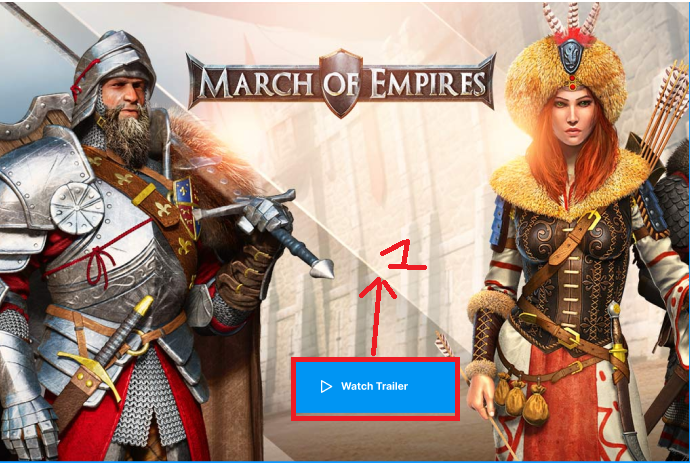 MARCH OF EMPIRES
1
Watch Trailer